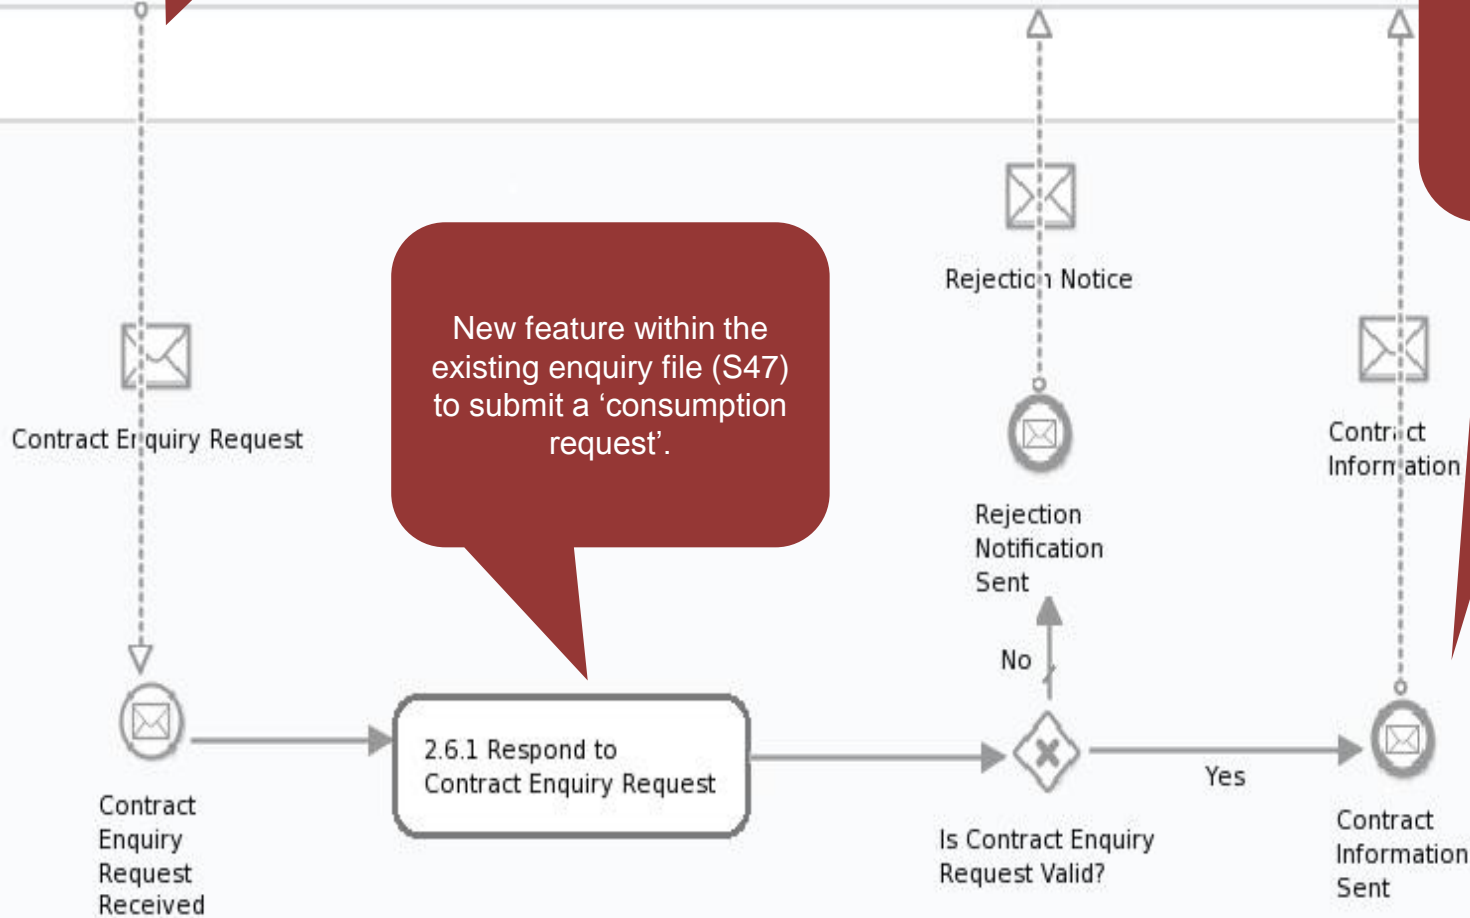 Rejection Notice
New feature within the
existing enquiry file (S47)
to submit a ‘consumption
request’.
Contract Enquiry Request
Contract
Information
Rejection
Notification
Sent
No
2.6.1 Respond to
Contract Enquiry Request
Yes
Contract
Enquiry
Request
Received
Is Contract Enquiry
Request Valid?
Contract
Information
Sent